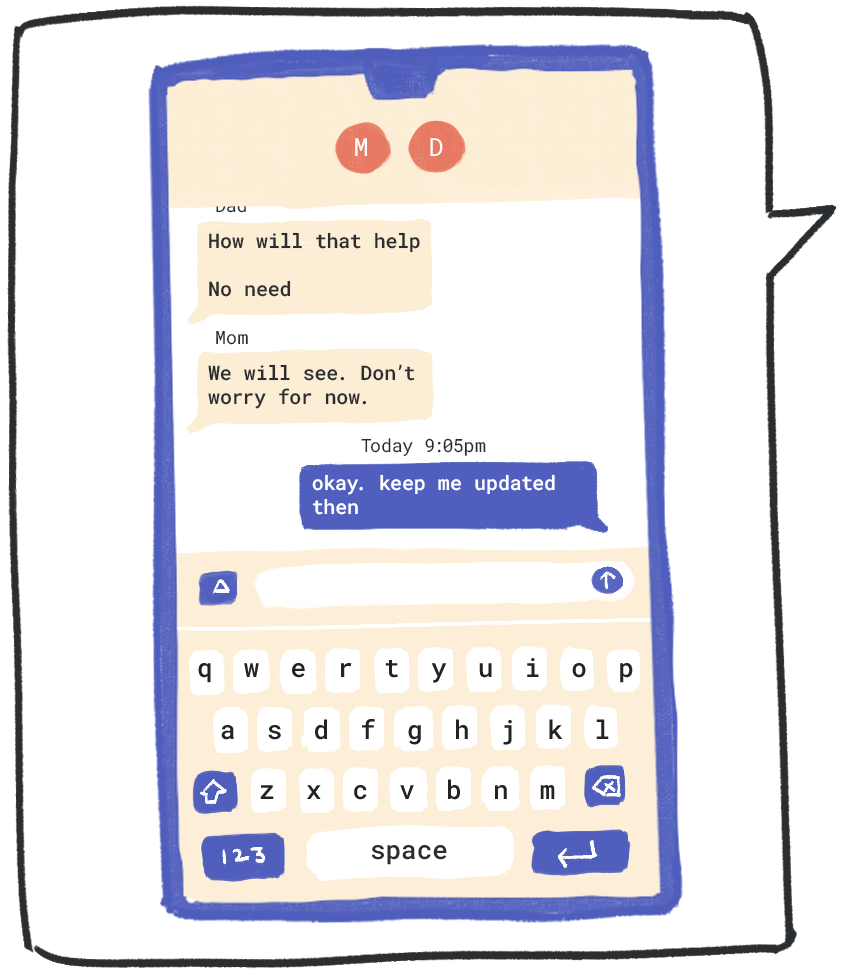 M D
Dad
How will that help
No need
Mom
We will see. Don’t
worry for now.
Today 9:05pm
okay. keep me updated
then
q w e r t y u i o p
a s d f g h j k l
z x c v b n m
123 space